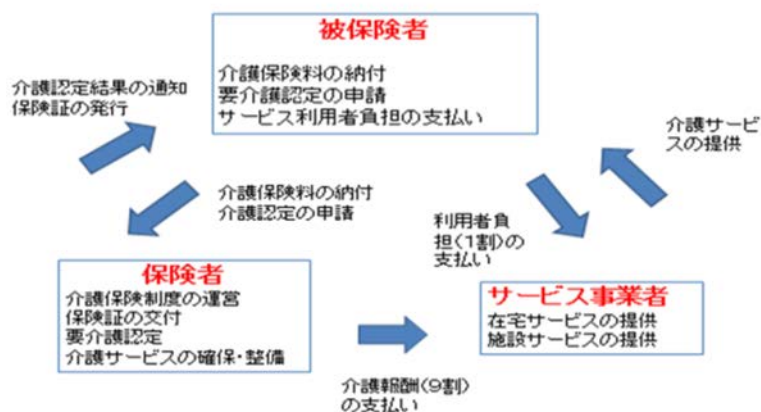 被保険者
介護保険料の納付
要介護認定の申請
サービス利用者負担の支払い
介護認定結果の通知
保険証の発行
介護サービ
スの提供
介護保険料の納付
介護認定の申請
利用者負
担(1割)の
支払い
保険者
介護保険制度の運営
保険証の交付
要介護認定
介護サービスの確保・整備
サービス事業者
在宅サービスの提供
施設サービスの提供
介護報酬(9割)
の支払い